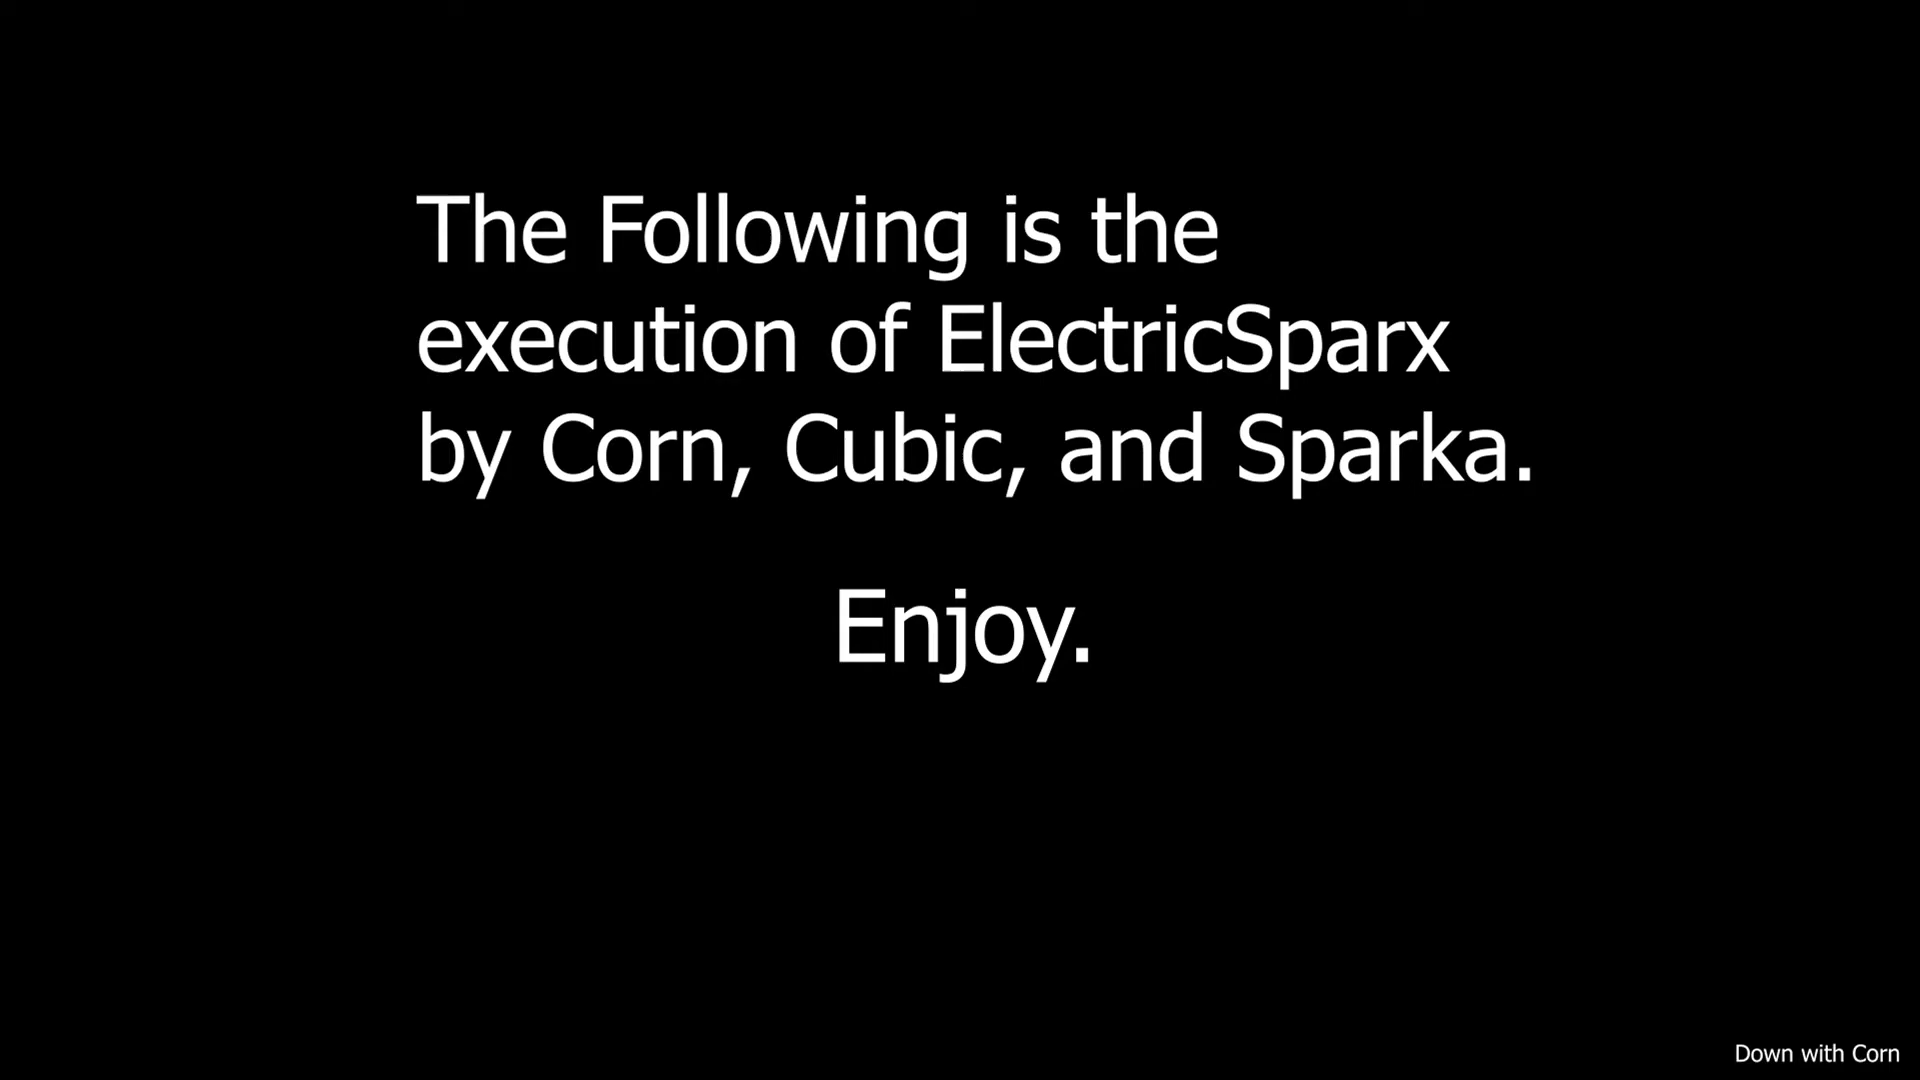 The Following is the
execution of ElectricSparx
by Corn, Cubic, and Sparka.
Enjoy.
Down with Corn